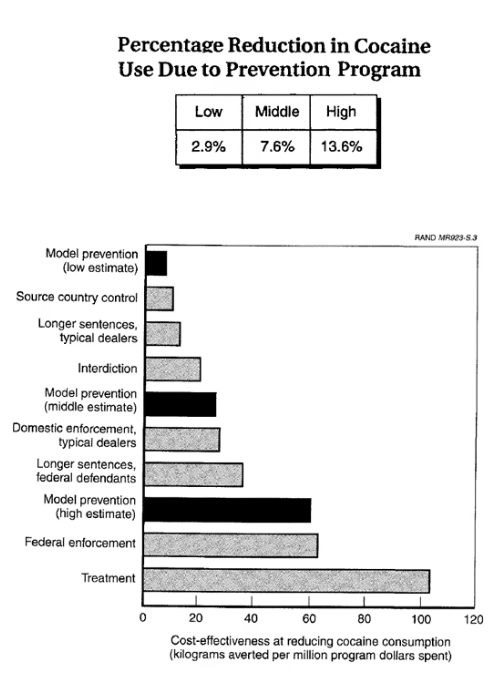 Percentage Reduction in Cocaine
Use Due to Prevention Program
Low Middle High
2.9% 7.6% 13.6%
RAND MR923-S.3
Model prevention
(low estimate)
Source country control
Longer sentences,
typical dealers
Interdiction
Model prevention
(middle estimate)
Domestic enforcement,
typical dealers
Longer sentences,
federal defendants
Model prevention
(high estimate)
Federal enforcement
Treatment
0 20 40 60 80 100 120
Cost-effectiveness at reducing cocaine consumption
(kilograms averted per million program dollars spent)